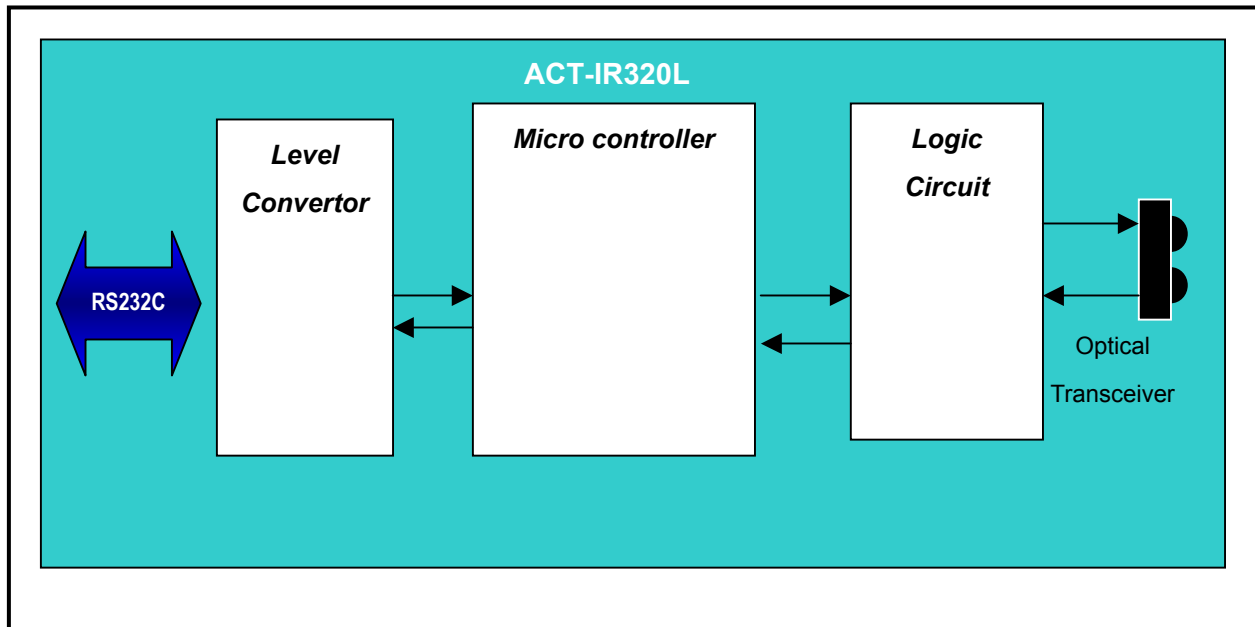 ACT-IR320L
Level
Convertor
Micro controller
Logic
Circuit
RS232C
Optical
Transceiver